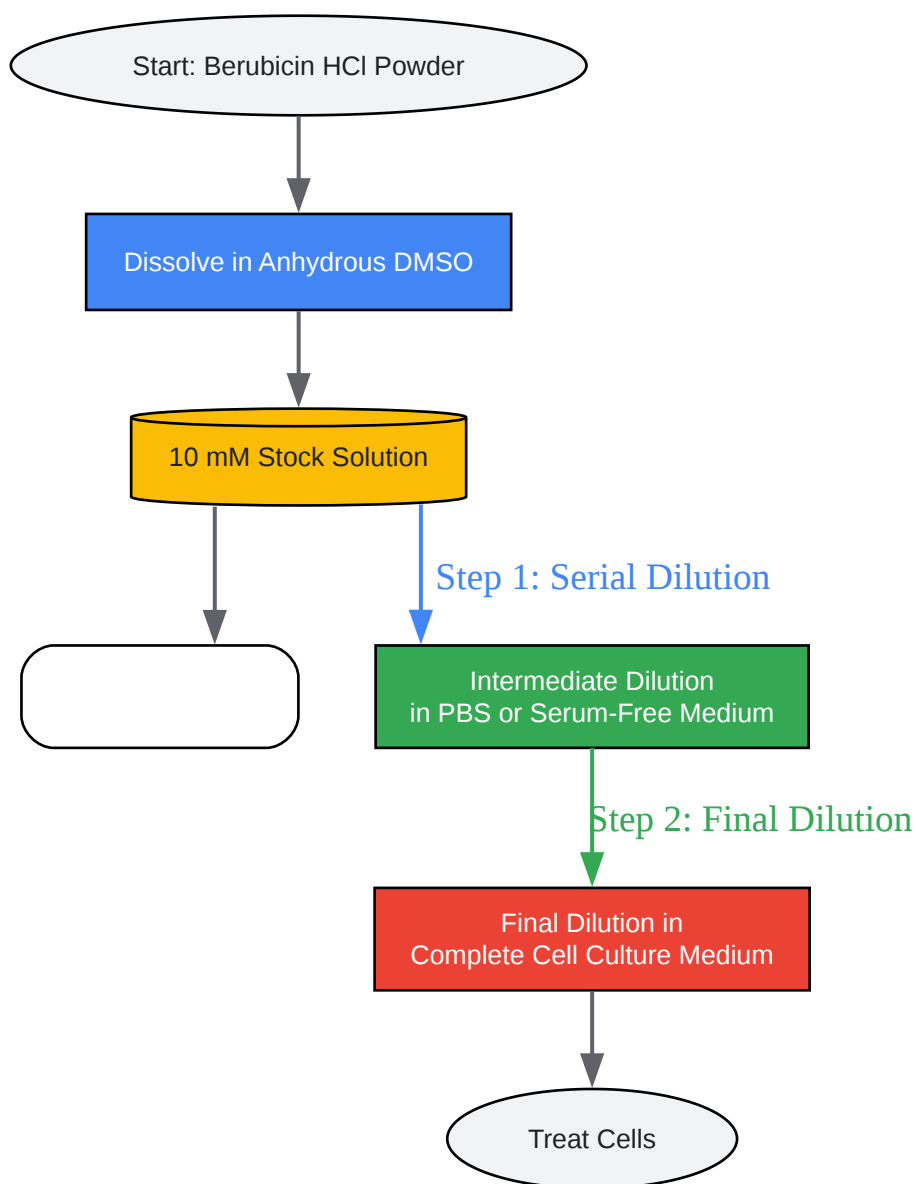 Start: Berubicin HCl Powder
Dissolve in Anhydrous DMSO
10 mM Stock Solution
Step 1: Serial Dilution
Intermediate Dilution
in PBS or Serum-Free Medium
Step 2: Final Dilution
Final Dilution in
Complete Cell Culture Medium
Treat Cells